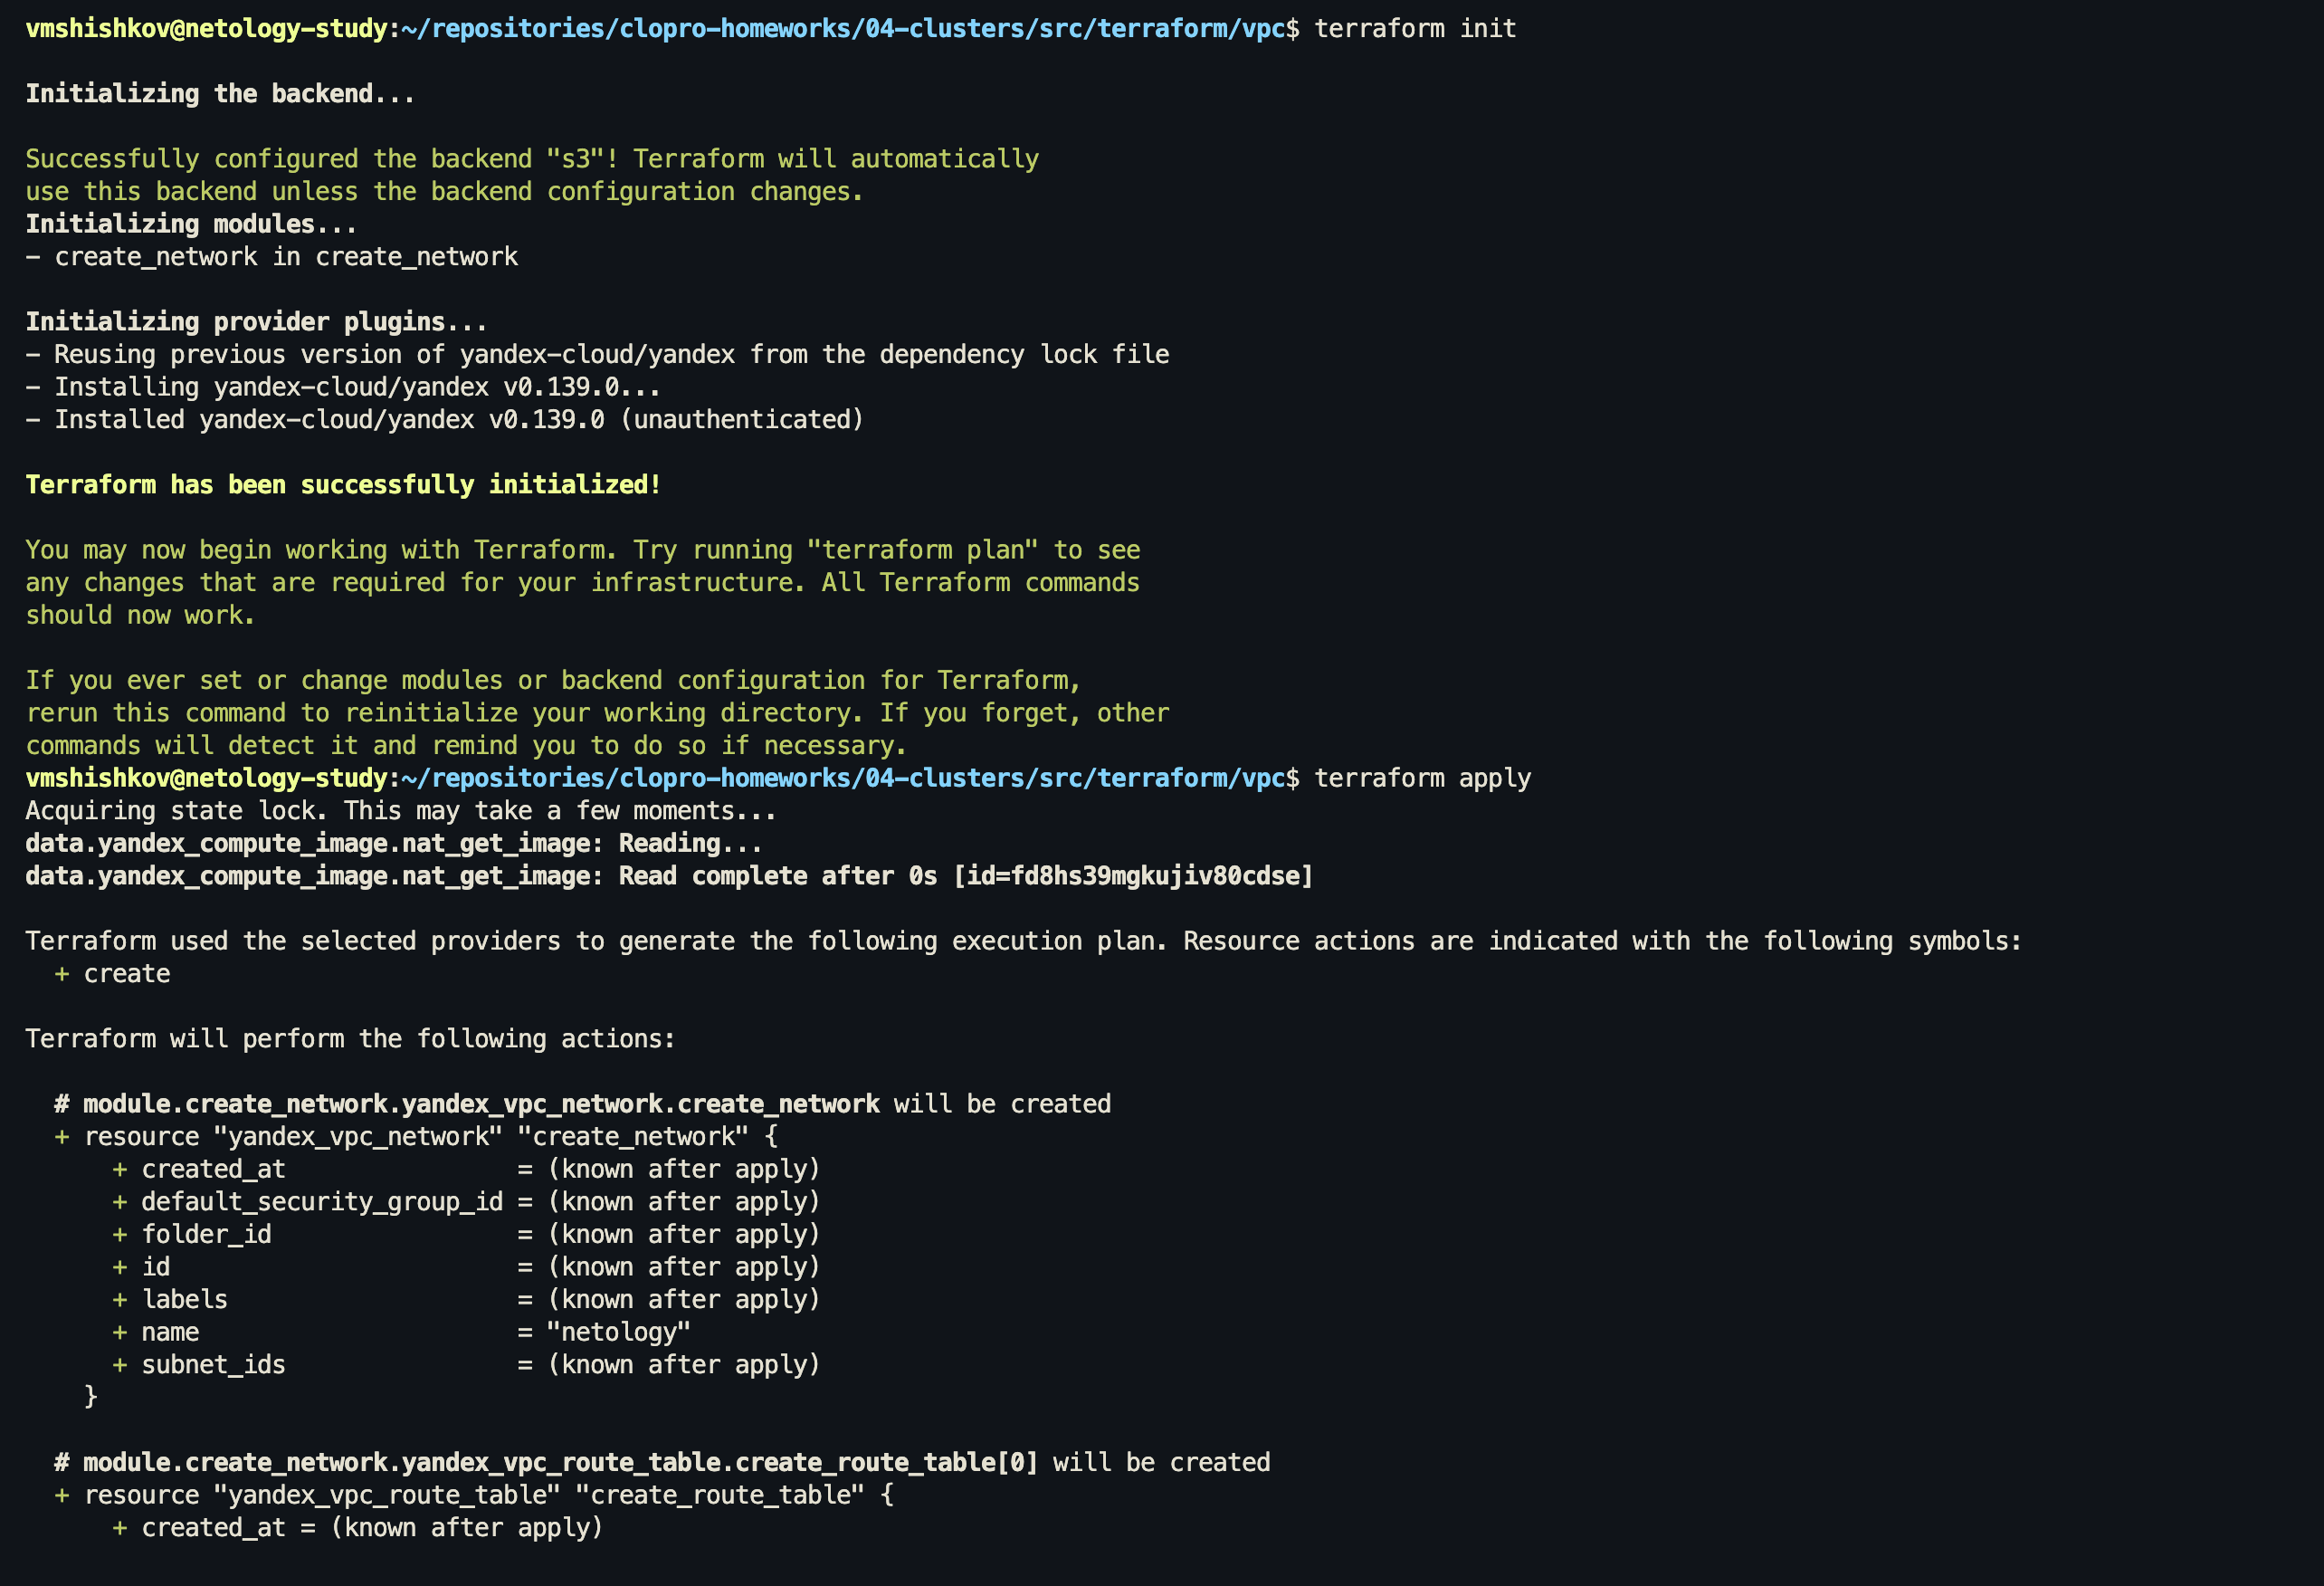 vmshishkov@netology-study:~/repositories/clopro-homeworks/04-clusters/src/terraform/vpc$ terraform init
Initializing the backend...
Successfully configured the backend "s3"! Terraform will automatically
use this backend unless the backend configuration changes.
Initializing modules...
- create_network in create_network
Initializing provider plugins...
- Reusing previous version of yandex-cloud/yandex from the dependency lock file
- Installing yandex-cloud/yandex v0.139.0...
- Installed yandex-cloud/yandex v0.139.0 (unauthenticated)
Terraform has been successfully initialized!
You may now begin working with Terraform. Try running "terraform plan" to see
any changes that are required for your infrastructure. All Terraform commands
should now work.
If you ever set or change modules or backend configuration for Terraform,
rerun this command to reinitialize your working directory. If you forget, other
commands will detect it and remind you to do so if necessary.
vmshishkov@netology-study:~/repositories/clopro-homeworks/04-clusters/src/terraform/vpc$ terraform apply
Acquiring state lock. This may take a few moments...
data.yandex_compute_image.nat_get_image: Reading...
data.yandex_compute_image.nat_get_image: Read complete after 0s [id=fd8hs39mgkujiv80cdse]
Terraform used the selected providers to generate the following execution plan. Resource actions are indicated with the following symbols:
  + create
Terraform will perform the following actions:
  # module.create_network.yandex_vpc_network.create_network will be created
  + resource "yandex_vpc_network" "create_network" {
      + created_at                = (known after apply)
      + default_security_group_id = (known after apply)
      + folder_id                 = (known after apply)
      + id                        = (known after apply)
      + labels                    = (known after apply)
      + name                      = "netology"
      + subnet_ids                = (known after apply)
    }
  # module.create_network.yandex_vpc_route_table.create_route_table[0] will be created
  + resource "yandex_vpc_route_table" "create_route_table" {
      + created_at = (known after apply)